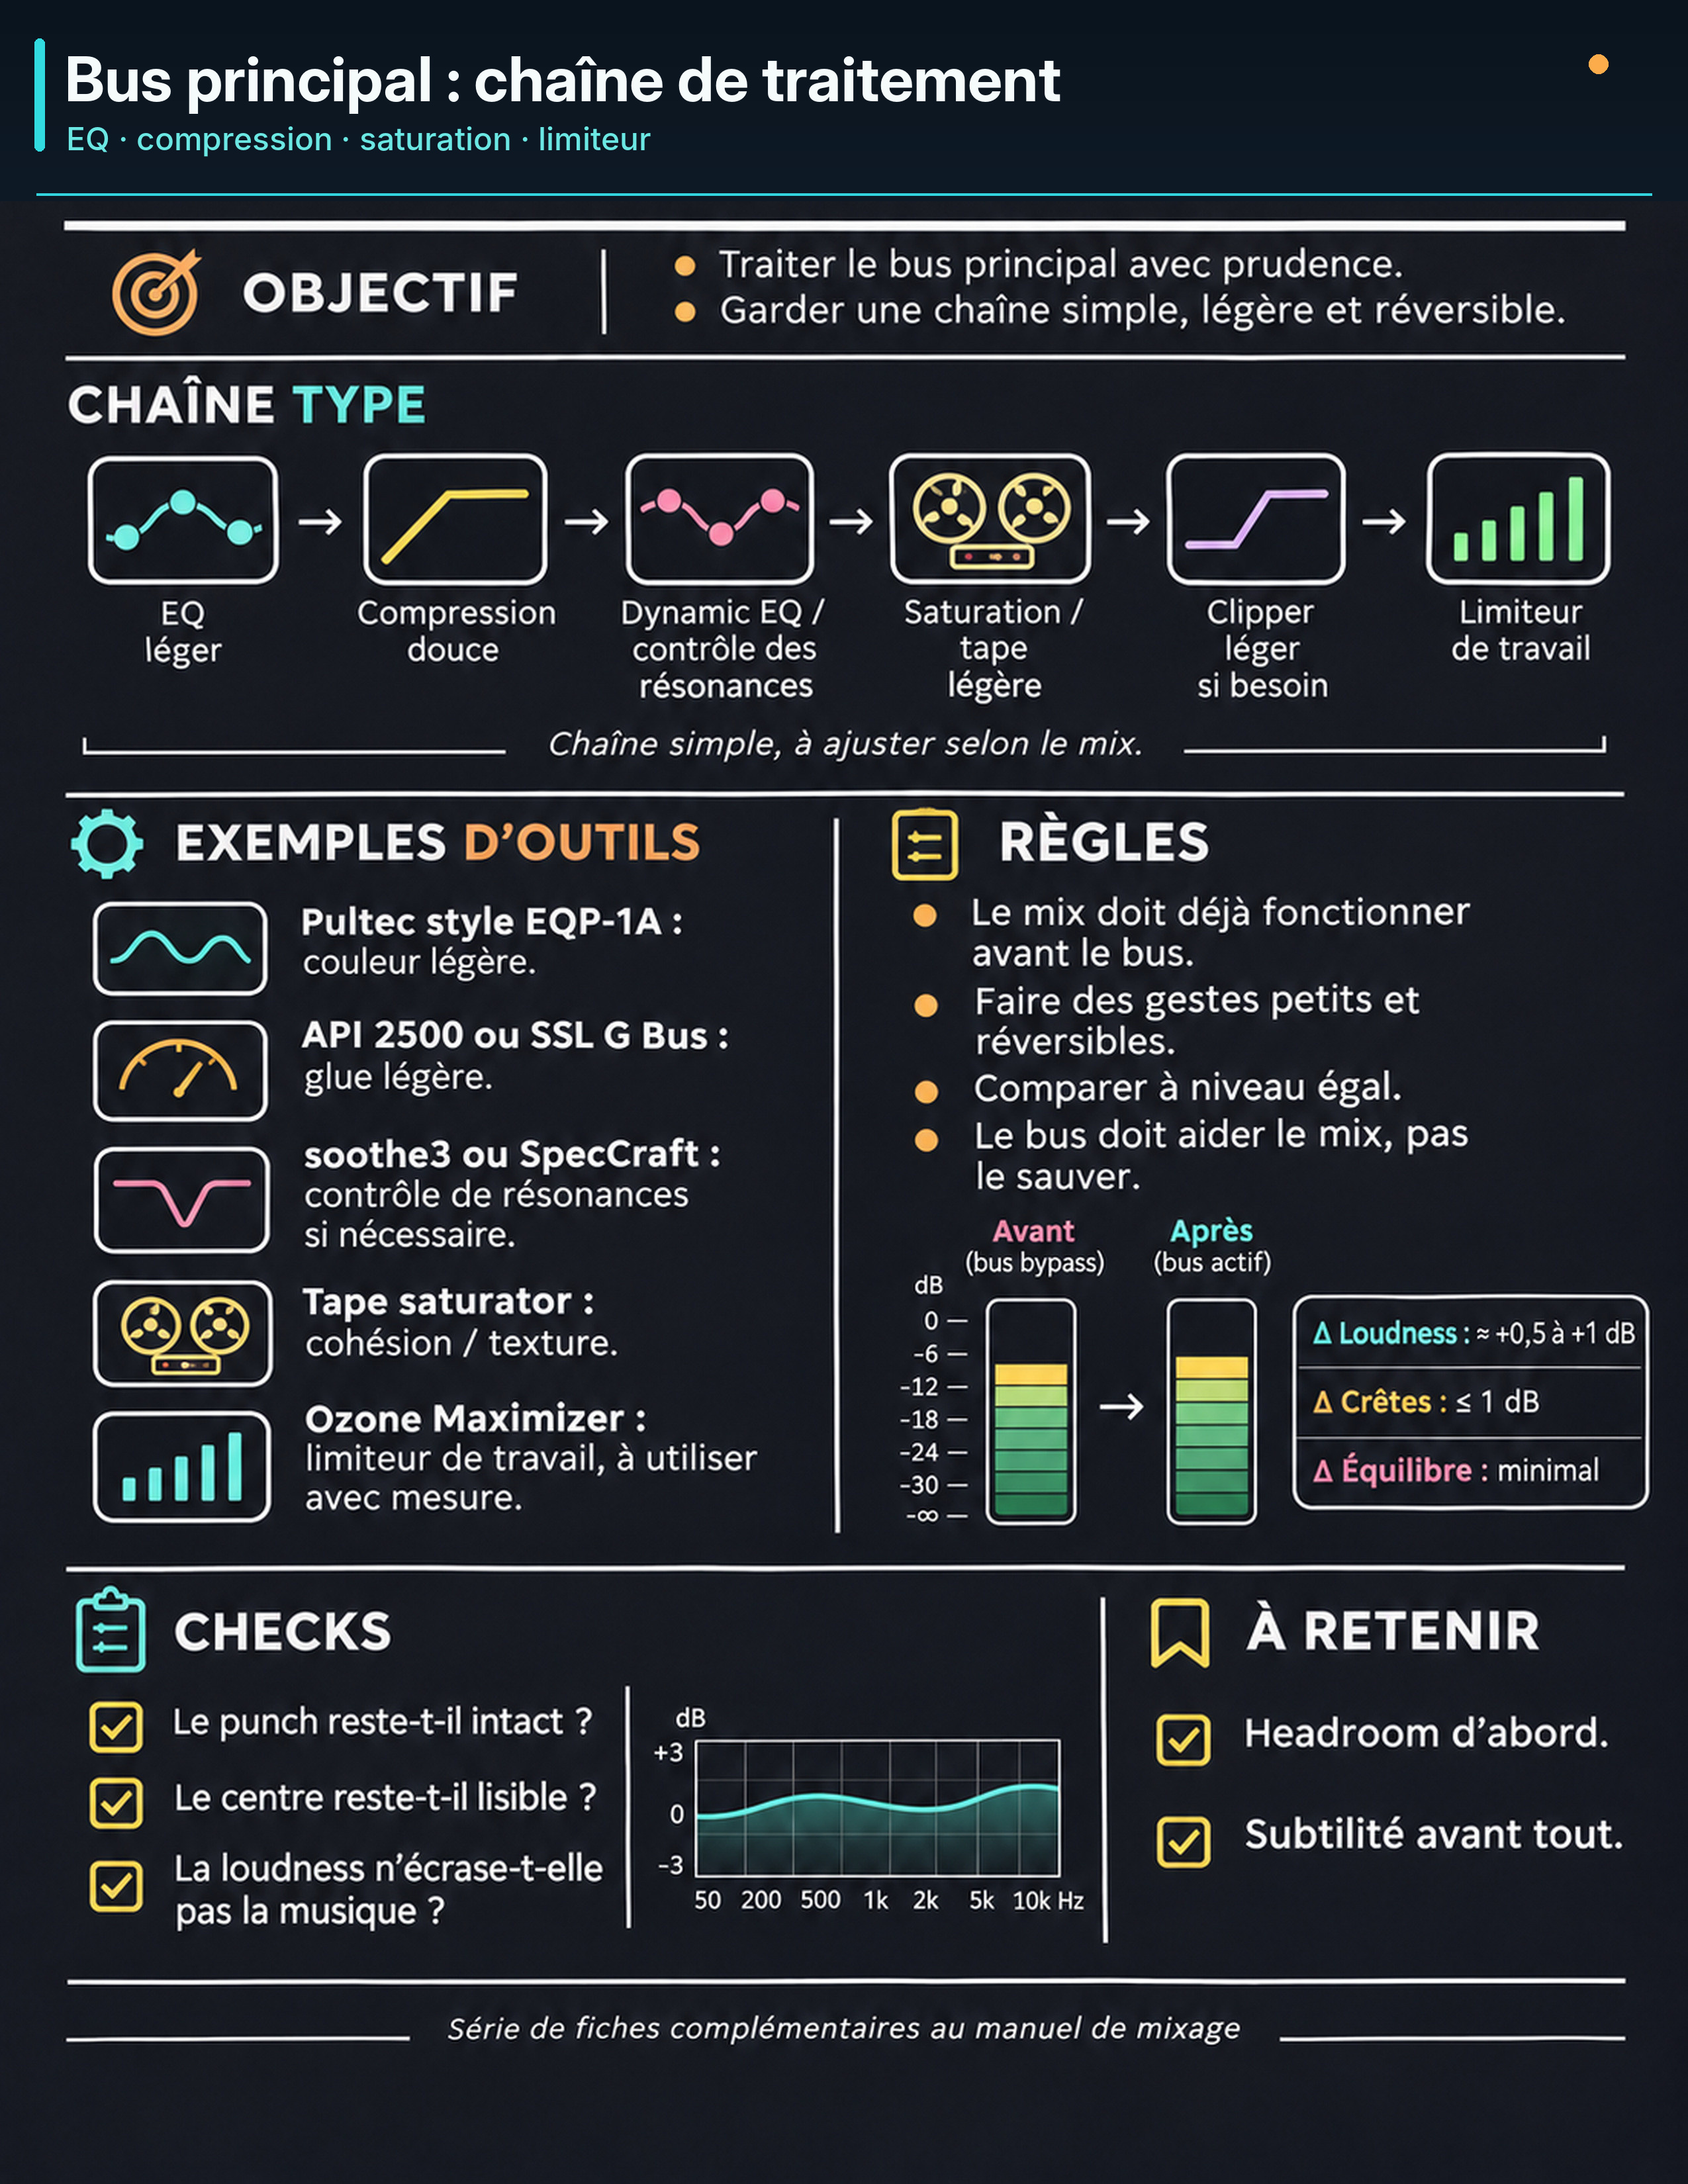 Bus principal : chaîne de traitement
EQ · compression · saturation · limiteur
OBJECTIF
Traiter le bus principal avec prudence.
Garder une chaîne simple, légère et réversible.
CHAÎNE TYPE
EQ
léger
Compression
douce
Dynamic EQ /
contrôle des
résonances
Saturation /
tape
légère
Clipper
léger
si besoin
Limiteur
de travail
Chaîne simple, à ajuster selon le mix.
EXEMPLES D'OUTILS
Pultec style EQP-1A :
couleur légère.
API 2500 ou SSL G Bus :
glue légère.
soothe3 ou SpecCraft :
contrôle de résonances
si nécessaire.
Tape saturator :
cohésion / texture.
Ozone Maximizer :
limiteur de travail, à utiliser
avec mesure.
RÈGLES
Le mix doit déjà fonctionner
avant le bus.
Faire des gestes petits et
réversibles.
Comparer à niveau égal.
Le bus doit aider le mix, pas
le sauver.
Avant
(bus bypass)
Après
(bus actif)
dB
0
-6
-12
-18
-24
-30
-∞
Δ Loudness : ≈ +0,5 à +1 dB
Δ Crêtes : ≤ 1 dB
Δ Équilibre : minimal
CHECKS
Le punch reste-t-il intact ?
Le centre reste-t-il lisible ?
La loudness n'écrase-t-elle
pas la musique ?
dB
+3
0
-3
50 200 500 1k 2k 5k 10k Hz
À RETENIR
Headroom d'abord.
Subtilité avant tout.
Série de fiches complémentaires au manuel de mixage